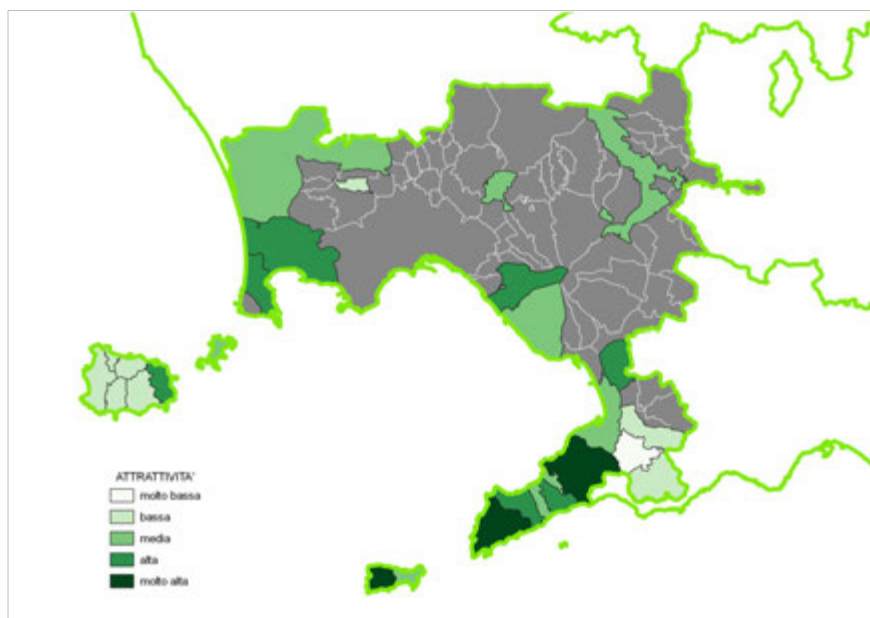 ATTRATTIVITA'
molto bassa
bassa
media
alta
molto alta